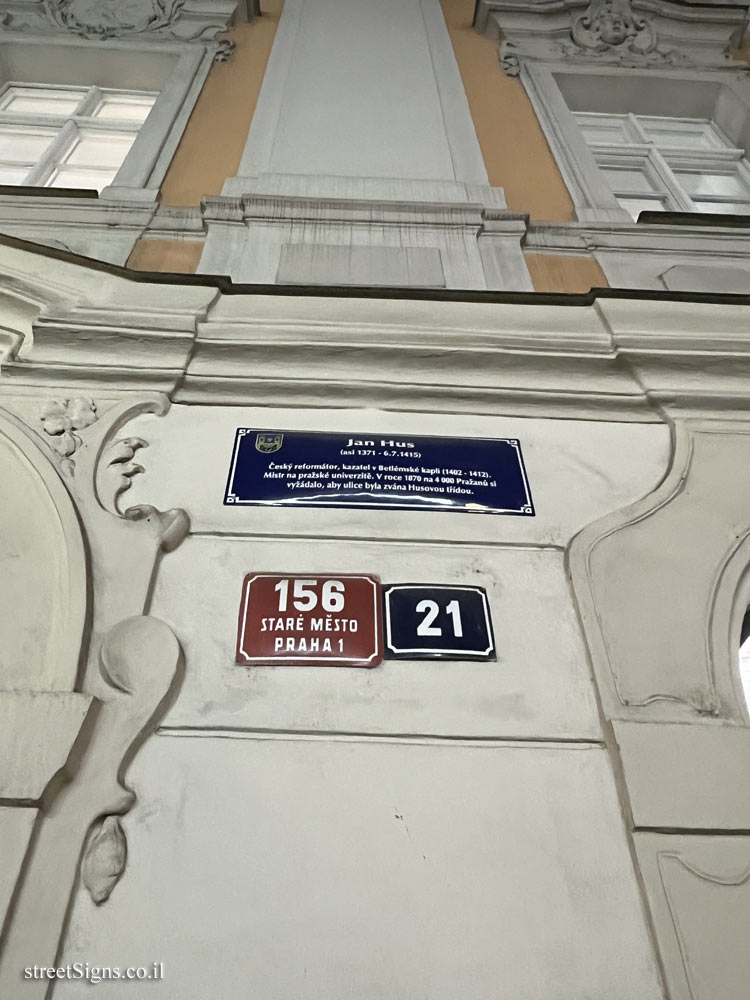 Jan Hus
(asi 1371 - 6.7.1415)
Český reformátor, kazatel v Betlémské kapli (1402 - 1412).
Mistr na pražské univerzitě. V roce 1870 na 4 000 Pražanů si
vyžádalo, aby ulice byla zvána Husovou třídou.
156
STARÉ MĚSTO
PRAHA 1
21
streetSigns.co.il